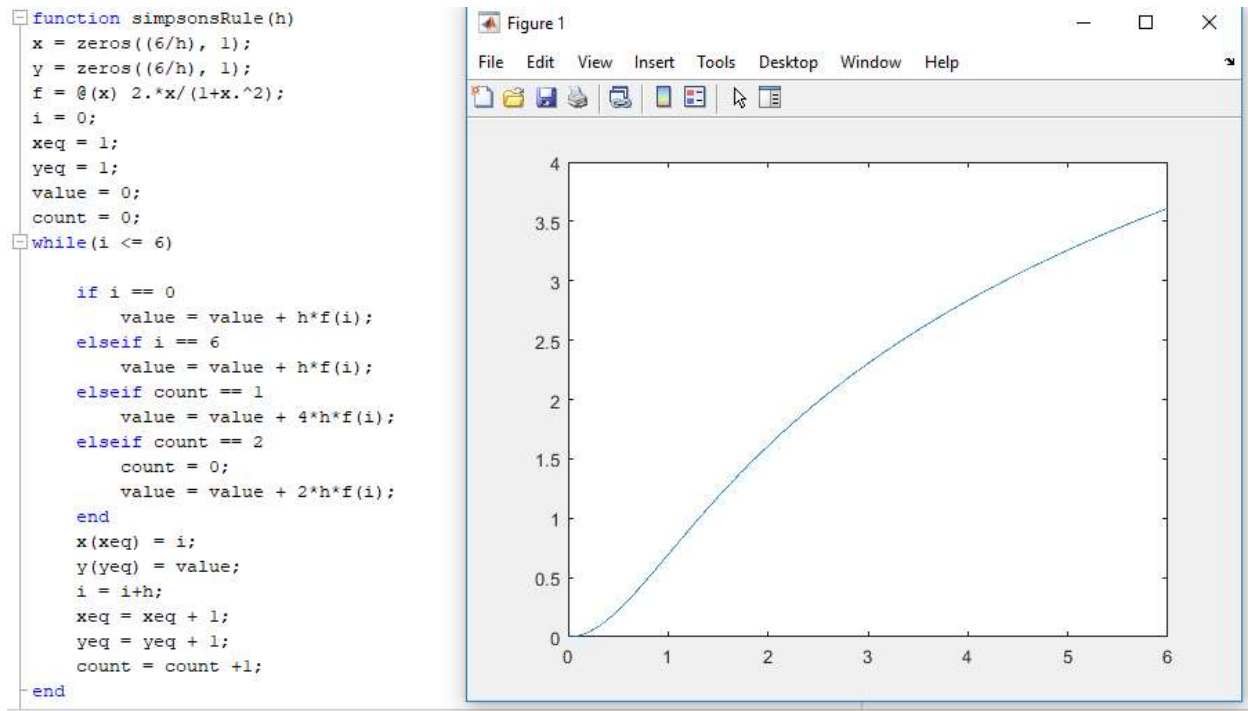 function simpsonsRule(h)
x = zeros((6/h), 1);
y = zeros((6/h), 1);
f = @(x) 2.*x/(1+x.^2);
i = 0;
xeq = 1;
yeq = 1;
value = 0;
count = 0;
while(i <= 6)
if i == 0
value = value + h*f(i);
elseif i == 6
value = value + h*f(i);
elseif count == 1
value = value + 4*h*f(i);
elseif count == 2
count = 0;
value = value + 2*h*f(i);
end
x(xeq) = i;
y(yeq) = value;
i = i+h;
xeq = xeq + 1;
yeq = yeq + 1;
count = count +1;
end
Figure 1
File Edit View Insert Tools Desktop Window Help
4
3.5
3
2.5
2
1.5
1
0.5
0
0 1 2 3 4 5 6